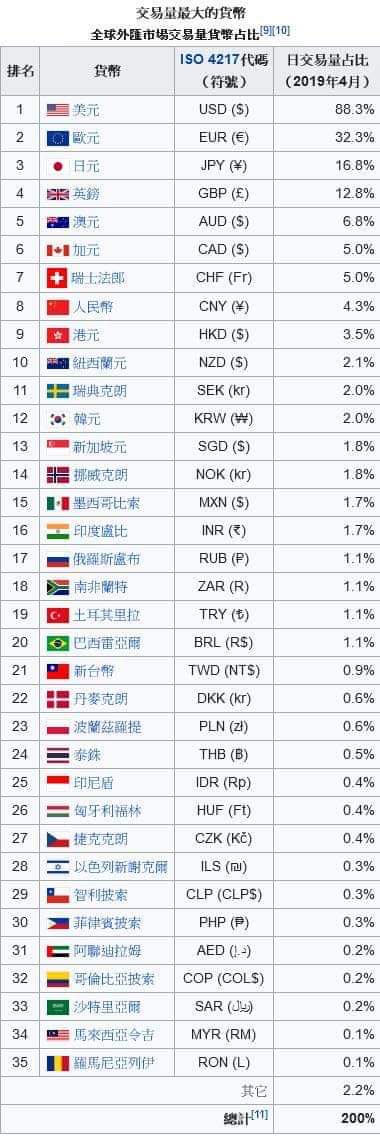 交易量最大的貨幣
全球外匯市場交易量貨幣占比[9][10]
排名 貨幣 ISO 4217代碼（符號） 日交易量占比（2019年4月）
1 美元 USD ($) 88.3%
2 歐元 EUR (€) 32.3%
3 日元 JPY (¥) 16.8%
4 英鎊 GBP (£) 12.8%
5 澳元 AUD ($) 6.8%
6 加元 CAD ($) 5.0%
7 瑞士法郎 CHF (Fr) 5.0%
8 人民幣 CNY (¥) 4.3%
9 港元 HKD ($) 3.5%
10 紐西蘭元 NZD ($) 2.1%
11 瑞典克朗 SEK (kr) 2.0%
12 韓元 KRW (₩) 2.0%
13 新加坡元 SGD ($) 1.8%
14 挪威克朗 NOK (kr) 1.8%
15 墨西哥比索 MXN ($) 1.7%
16 印度盧比 INR (₹) 1.7%
17 俄羅斯盧布 RUB (₽) 1.1%
18 南非蘭特 ZAR (R) 1.1%
19 土耳其里拉 TRY (₺) 1.1%
20 巴西雷亞爾 BRL (R$) 1.1%
21 新台幣 TWD (NT$) 0.9%
22 丹麥克朗 DKK (kr) 0.6%
23 波蘭茲羅提 PLN (zł) 0.6%
24 泰銖 THB (฿) 0.5%
25 印尼盾 IDR (Rp) 0.4%
26 匈牙利福林 HUF (Ft) 0.4%
27 捷克克朗 CZK (Kč) 0.4%
28 以色列新謝克爾 ILS (₪) 0.3%
29 智利披索 CLP (CLP$) 0.3%
30 菲律賓披索 PHP (₱) 0.3%
31 阿聯迪拉姆 AED (د.إ) 0.2%
32 哥倫比亞披索 COP (COL$) 0.2%
33 沙特里亞爾 SAR (﷼) 0.2%
34 馬來西亞令吉 MYR (RM) 0.1%
35 羅馬尼亞列伊 RON (L) 0.1%
其它 2.2%
總計[11] 200%